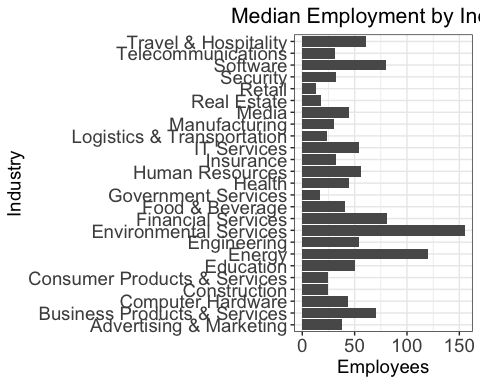 Median Employment by Ind
Travel & Hospitality
Telecommunications
Software
Security
Retail
Real Estate
Media
Manufacturing
Logistics & Transportation
IT Services
Insurance
Human Resources
Health
Government Services
Food & Beverage
Financial Services
Environmental Services
Engineering
Energy
Education
Consumer Products & Services
Construction
Computer Hardware
Business Products & Services
Advertising & Marketing
Industry
0 50 100 150
Employees